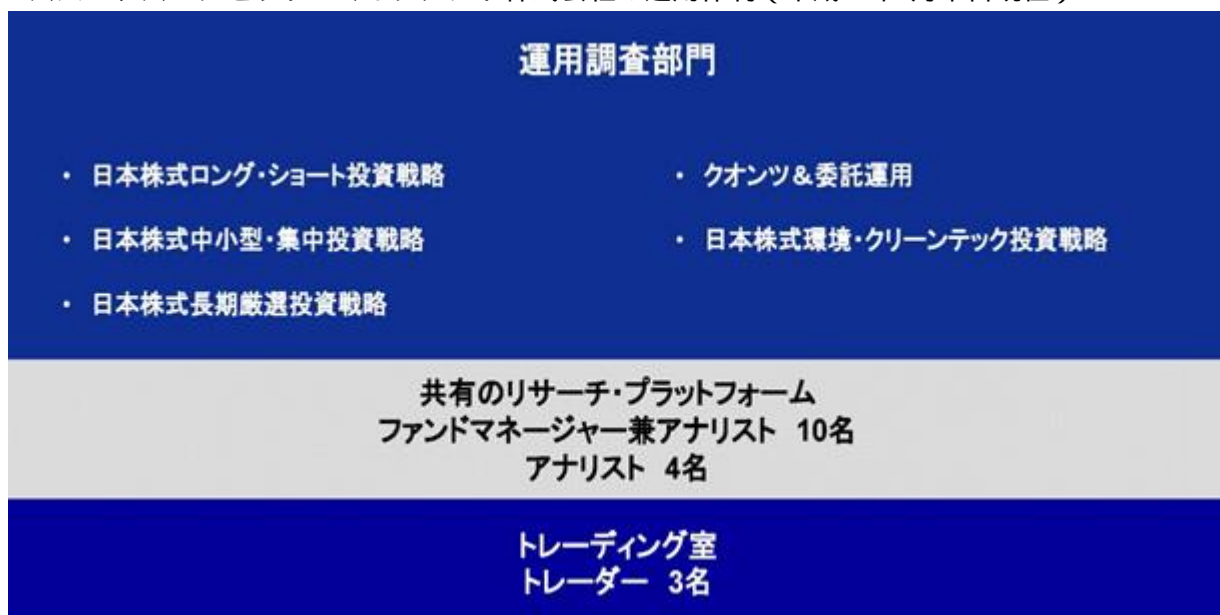 運用調査部門
・ 日本株式ロング・ショート投資戦略
・ クオンツ＆委託運用
・ 日本株式中小型・集中投資戦略
・ 日本株式環境・クリーンテック投資戦略
・ 日本株式長期厳選投資戦略
共有のリサーチ・プラットフォーム
ファンドマネージャー兼アナリスト 10名
アナリスト 4名
トレーディング室
トレーダー 3名